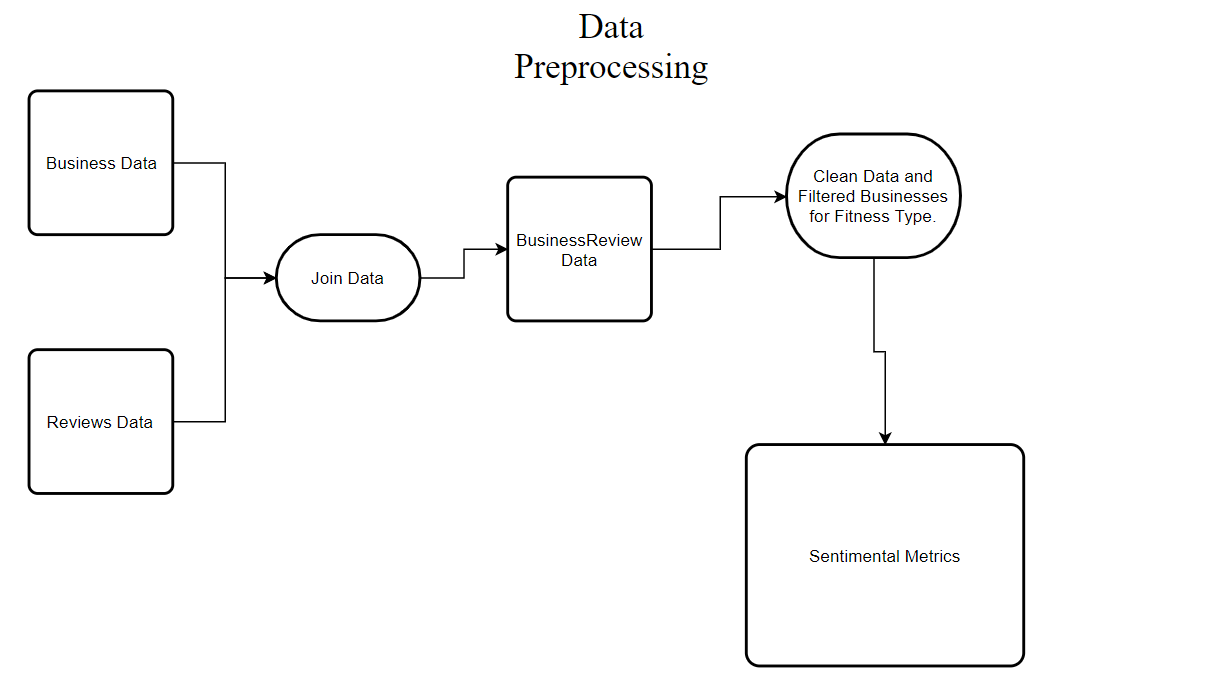 Data
Preprocessing
Business Data
Reviews Data
Join Data
BusinessReview
Data
Clean Data and
Filtered Businesses
for Fitness Type.
Sentimental Metrics